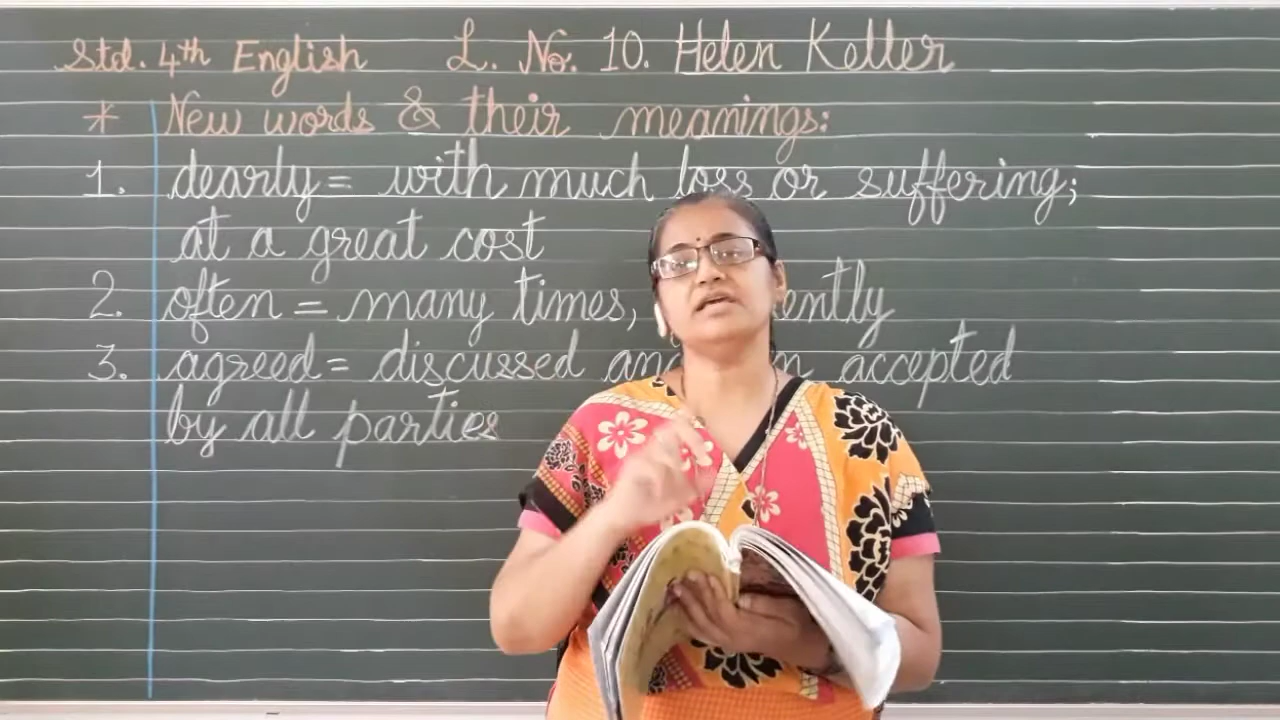 Std. 4th English L. No. 10. Helen Keller
* New words & their meanings:
1. dearly = with much loss or suffering;
at a great cost
2. often = many times,
3. agreed = discussed accepted
by all parties